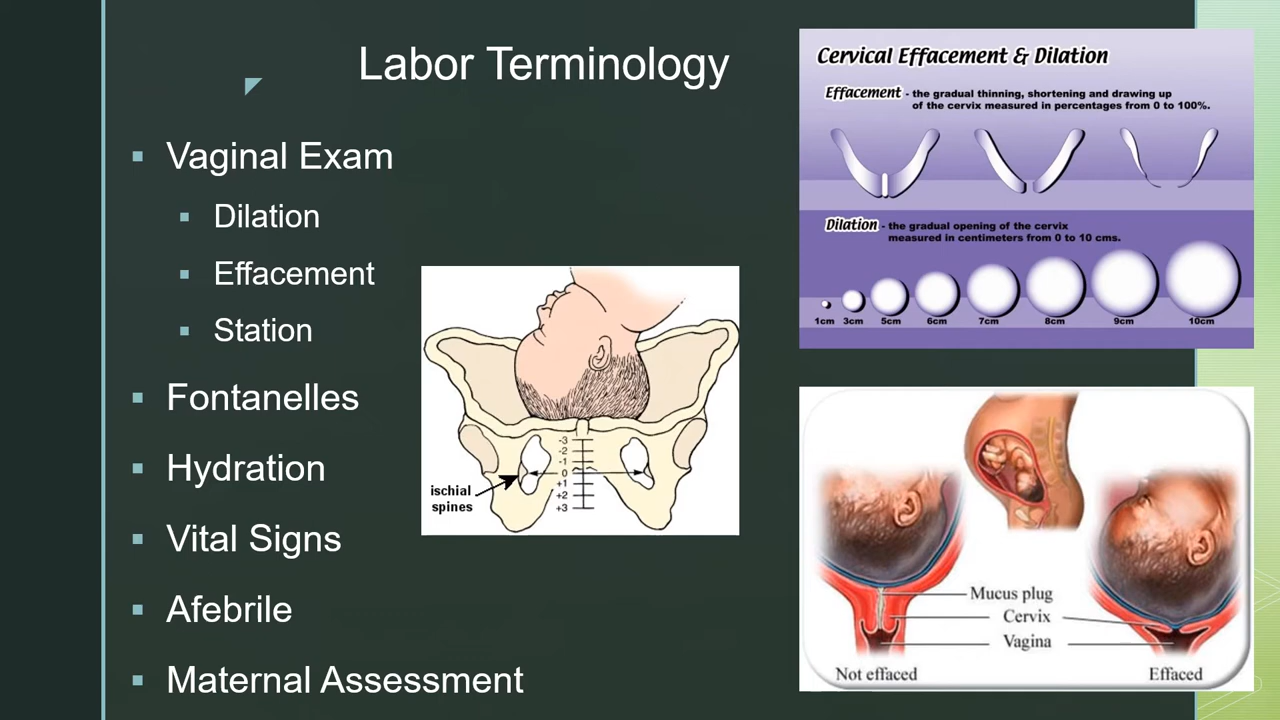 Labor Terminology
Vaginal Exam
Dilation
Effacement
Station
Fontanelles
Hydration
Vital Signs
Afebrile
Maternal Assessment
-3
-2
-1
0
+1
+2
+3
ischial
spines
Cervical Effacement & Dilation
Effacement - the gradual thinning, shortening and drawing up
of the cervix measured in percentages from 0 to 100%.
Dilation - the gradual opening of the cervix
measured in centimeters from 0 to 10 cms.
1cm 3cm 5cm 6cm 7cm 8cm 9cm 10cm
Mucus plug
Cervix
Vagina
Not effaced Effaced